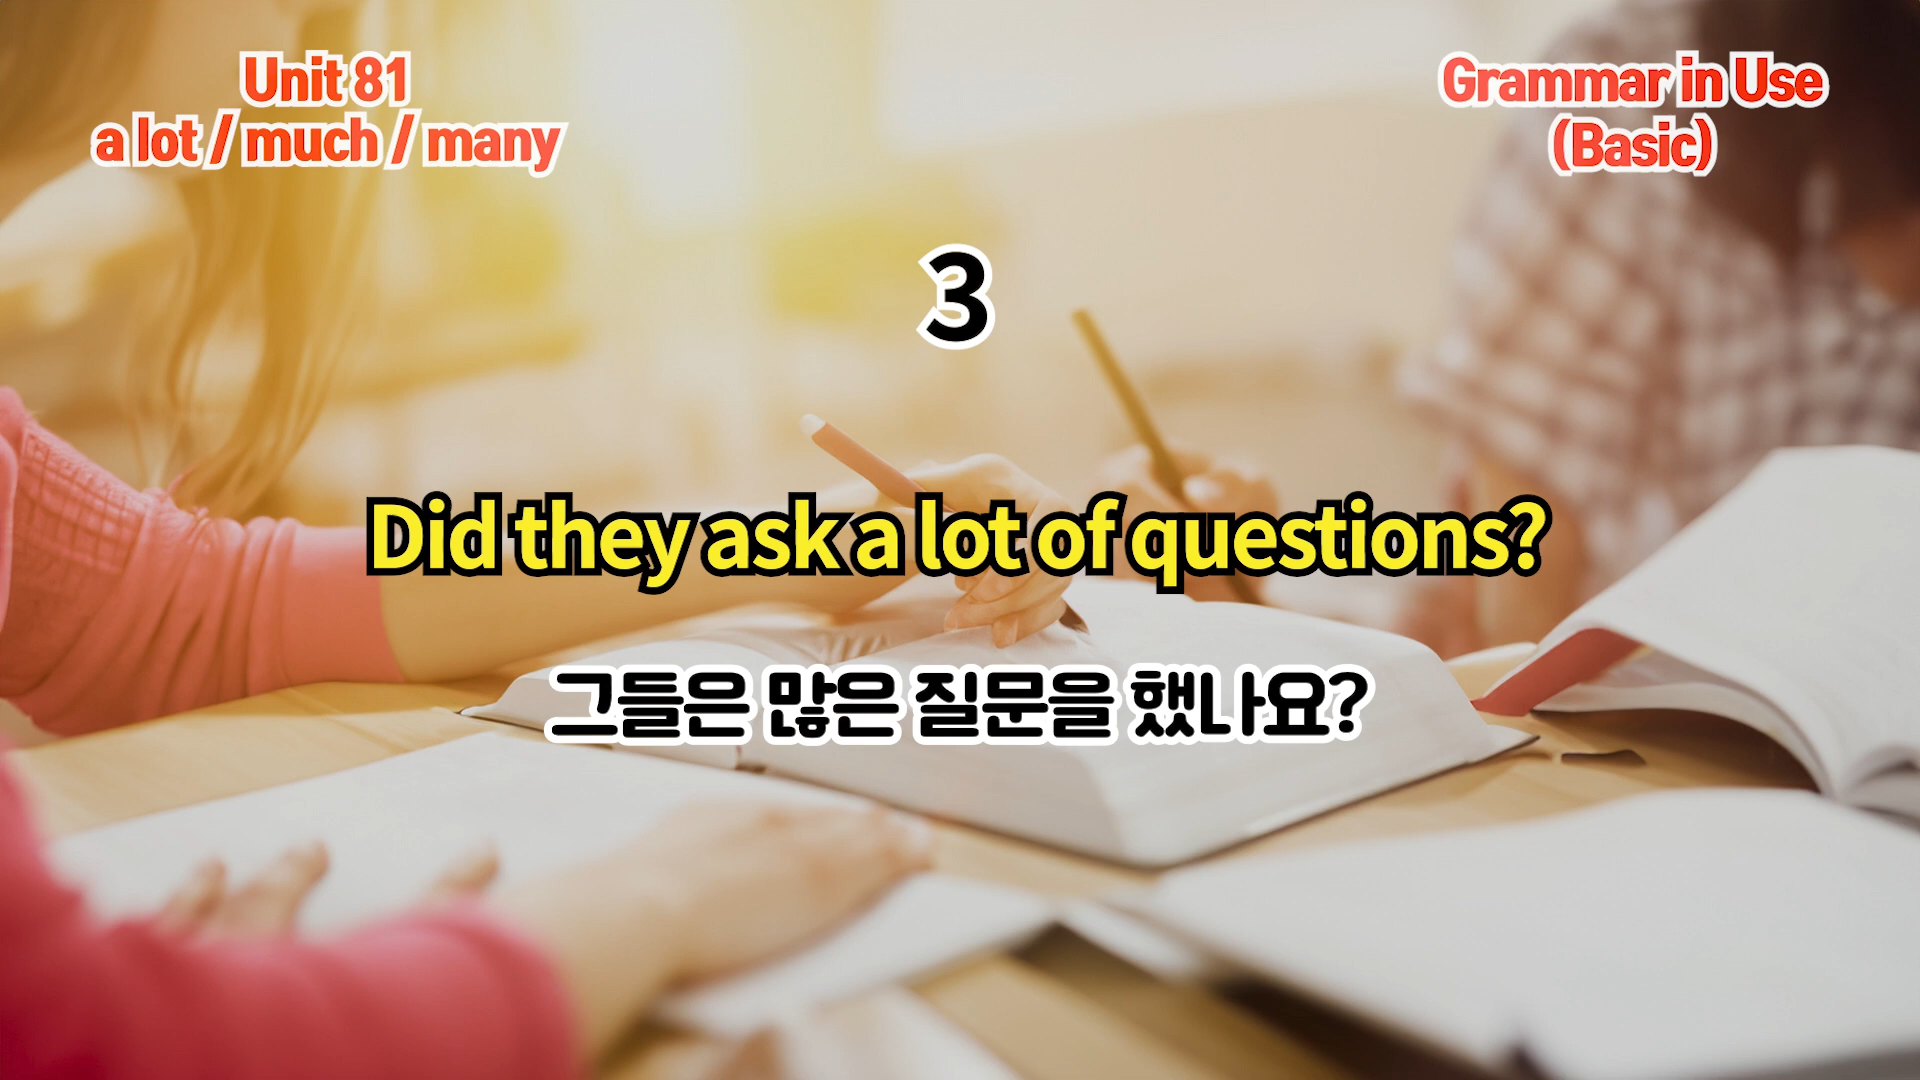 Unit 81
a lot / much / many
Grammar in Use
(Basic)
3
Did they ask a lot of questions?
그들은 많은 질문을 했나요?